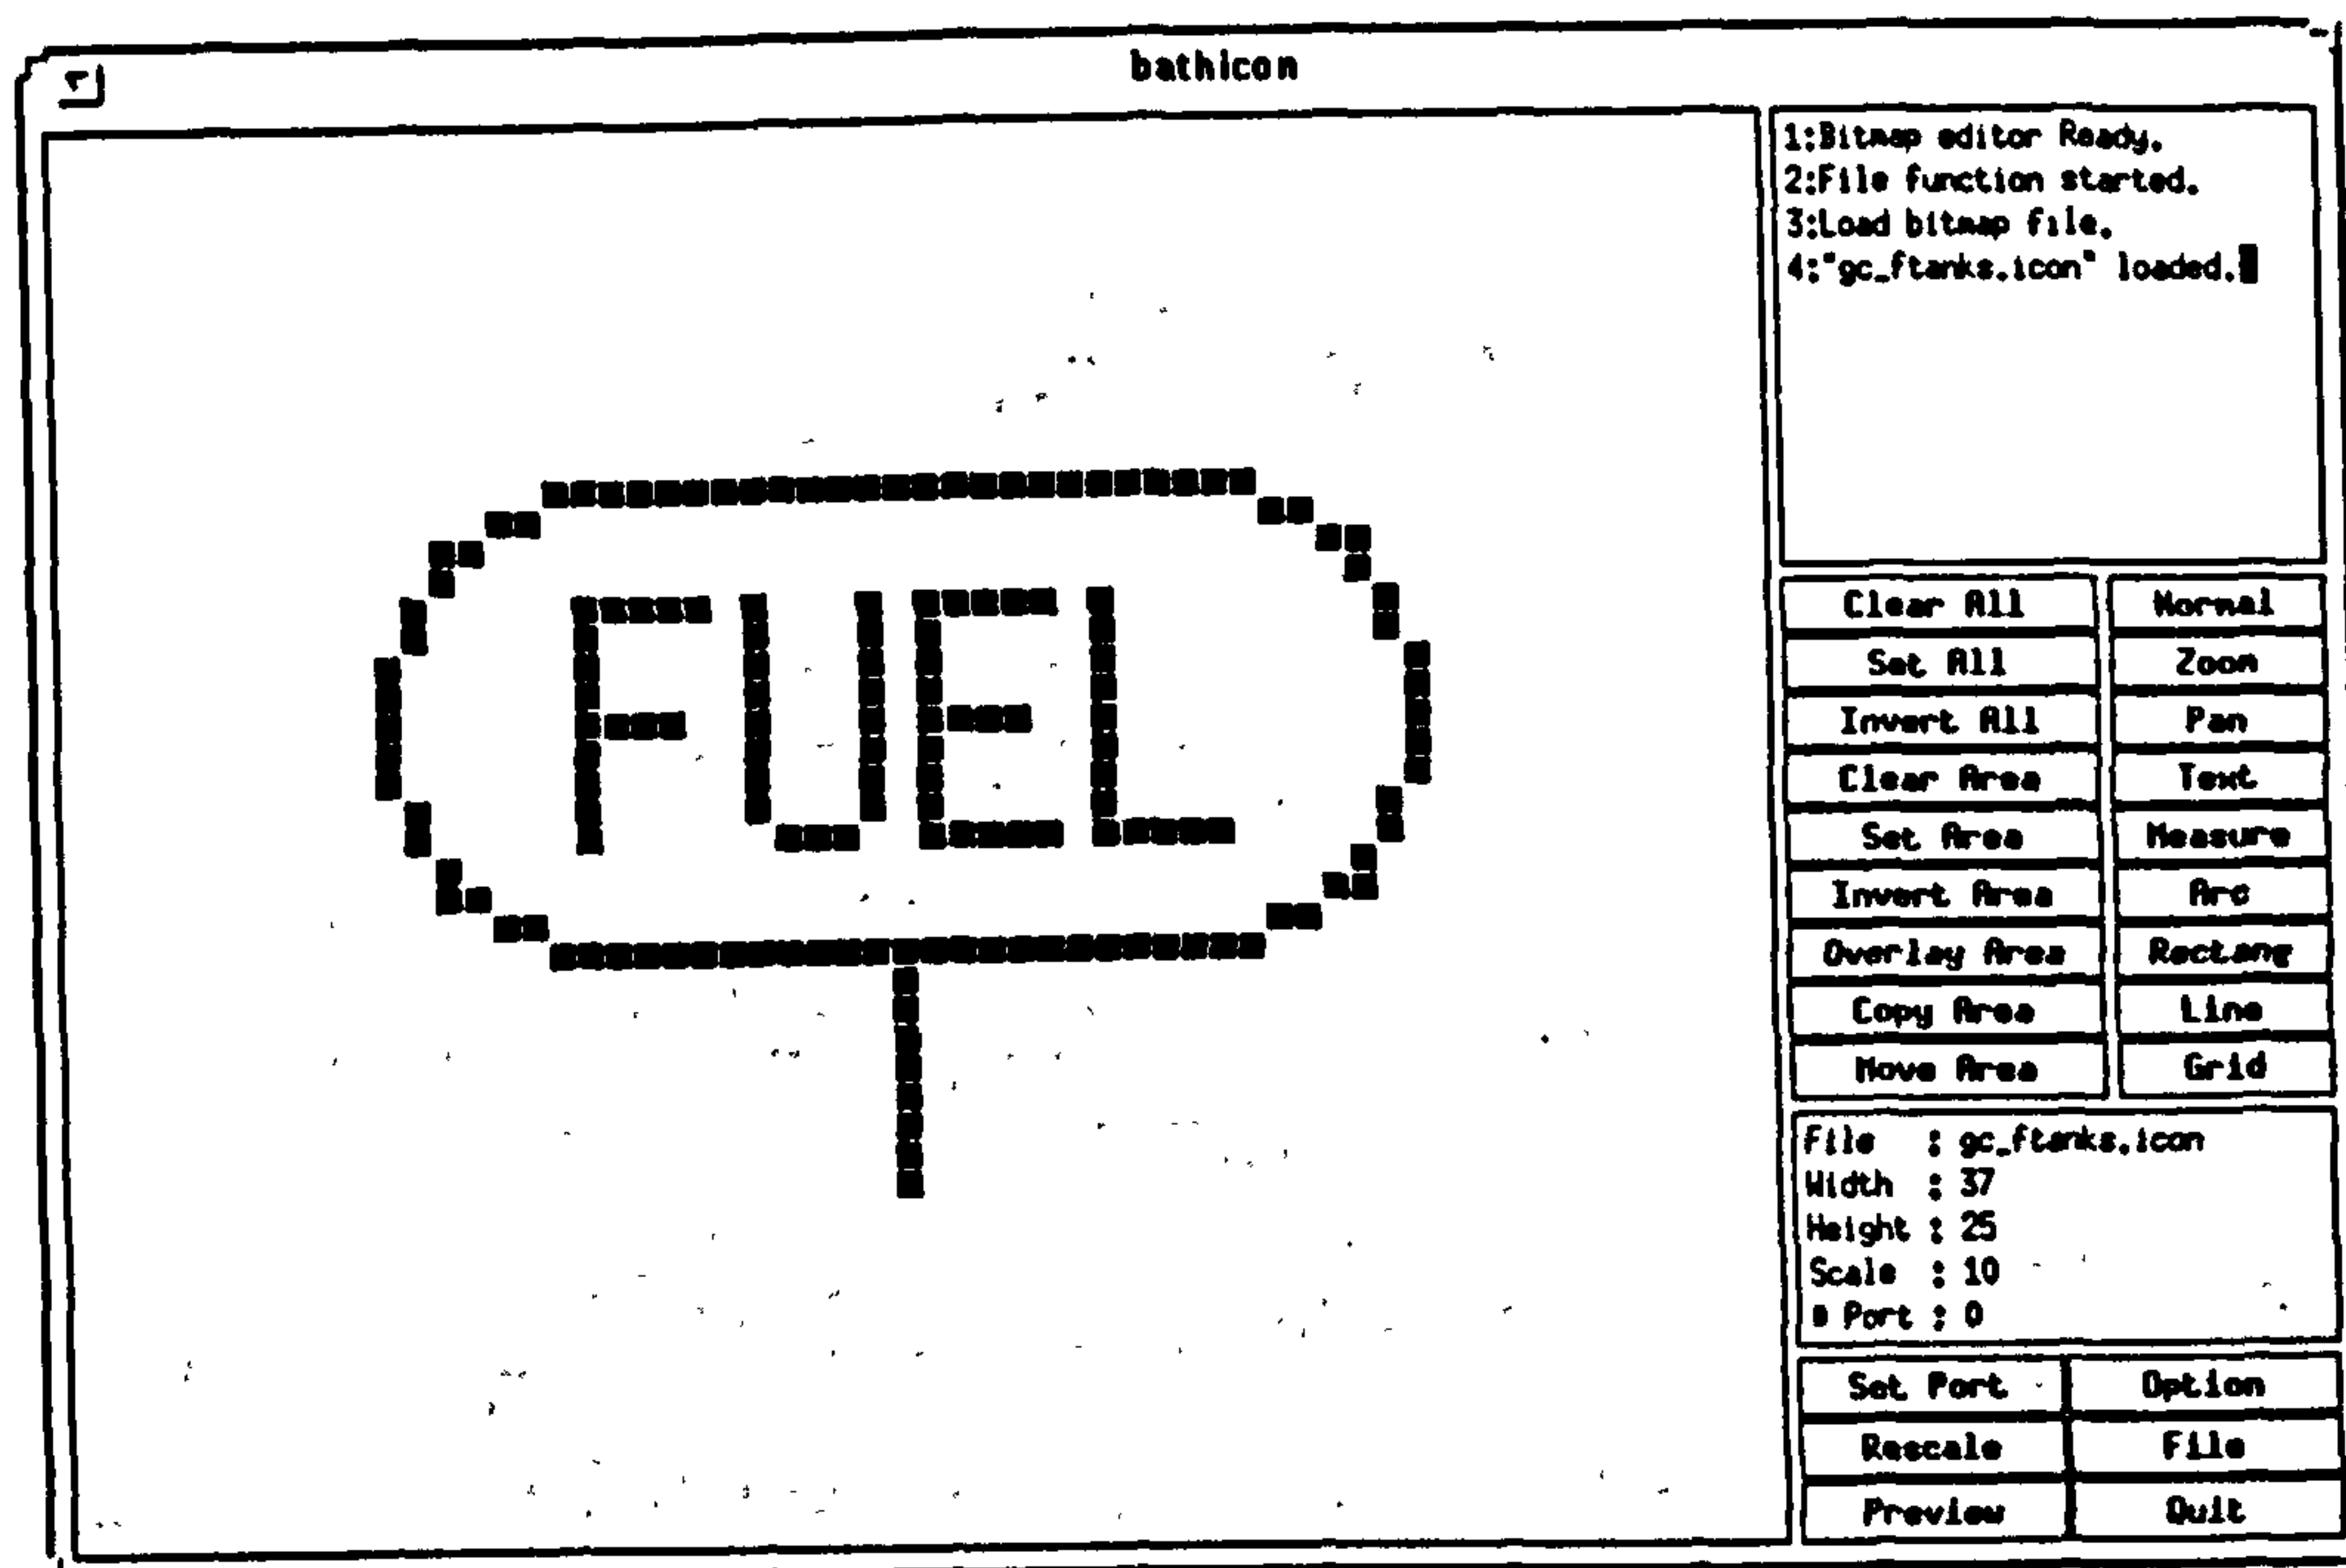 bathicon
1:Bitmap editor Ready.
2:File function started.
3:Load bitmap file.
4:"gc_ftanks.icon" loaded.
FUEL
Clear All Normal
Set All Zoom
Invert All Pan
Clear Area Text
Set Area Measure
Invert Area Arc
Overlay Area Rectang
Copy Area Line
Move Area Grid
File : gc_ftanks.icon
Width : 37
Height : 25
Scale : 10
# Port : 0
Set Port Option
Rescale File
Preview Quit